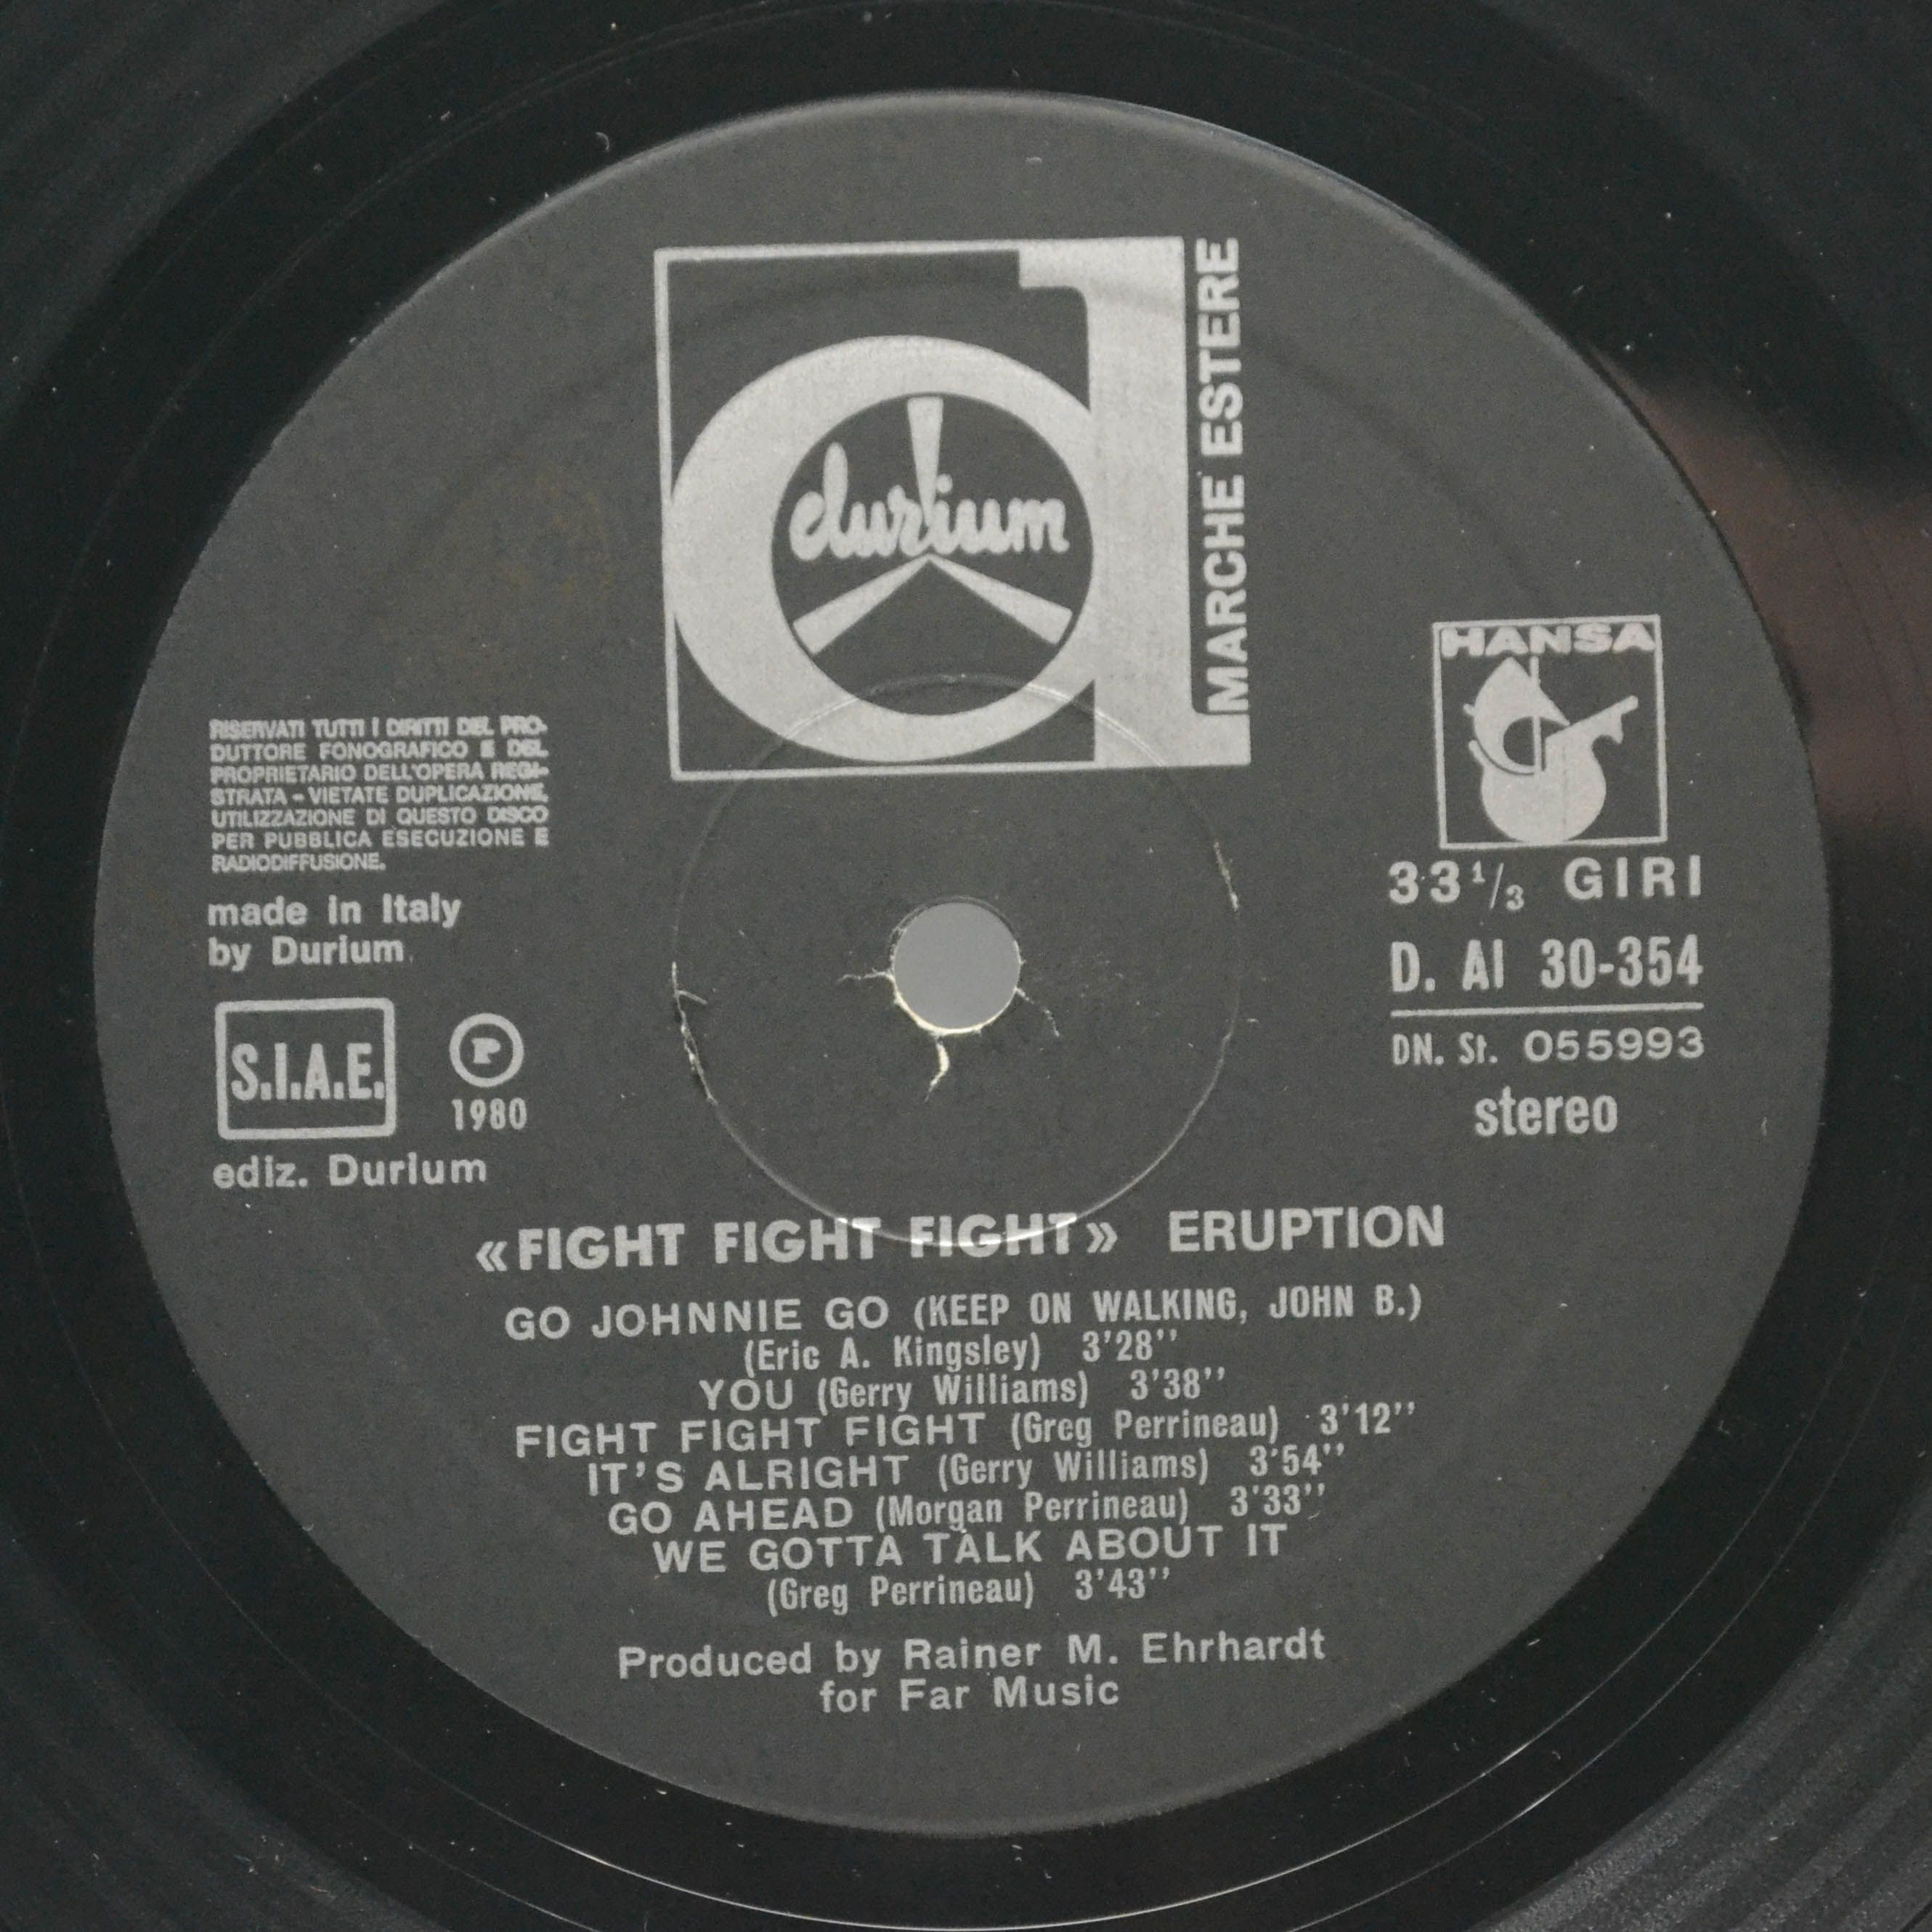 durium
MARCHE ESTERE
HANSA
RISERVATI TUTTI I DIRITTI DEL PRO-
DUTTORE FONOGRAFICO E DEL
PROPRIETARIO DELL'OPERA REGI-
STRATA - VIETATE DUPLICAZIONE,
UTILIZZAZIONE DI QUESTO DISCO
PER PUBBLICA ESECUZIONE E
RADIODIFFUSIONE.
made in Italy
by Durium
S.I.A.E.
Ⓟ
1980
ediz. Durium
33 1/3 GIRI
D. AI 30-354
DN. St. 055993
stereo
«FIGHT FIGHT FIGHT» ERUPTION
GO JOHNNIE GO (KEEP ON WALKING, JOHN B.)
(Eric A. Kingsley) 3'28''
YOU (Gerry Williams) 3'38''
FIGHT FIGHT FIGHT (Greg Perrineau) 3'12''
IT'S ALRIGHT (Gerry Williams) 3'54''
GO AHEAD (Morgan Perrineau) 3'33''
WE GOTTA TALK ABOUT IT
(Greg Perrineau) 3'43''
Produced by Rainer M. Ehrhardt
for Far Music